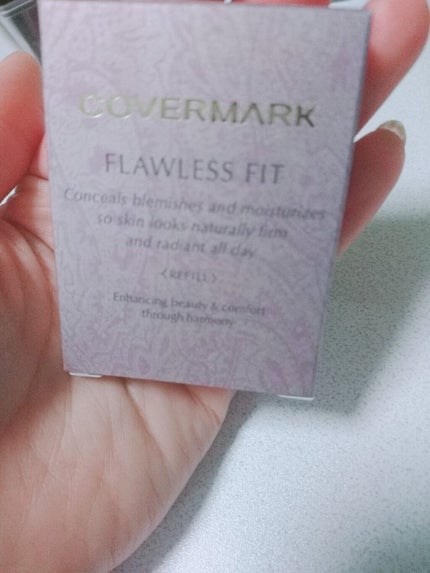 COVERMARK
FLAWLESS FIT
Conceals blemishes and moisturizes
so skin looks naturally firm
and radiant all day
<REFILL>
Enhancing beauty & comfort
through harmony